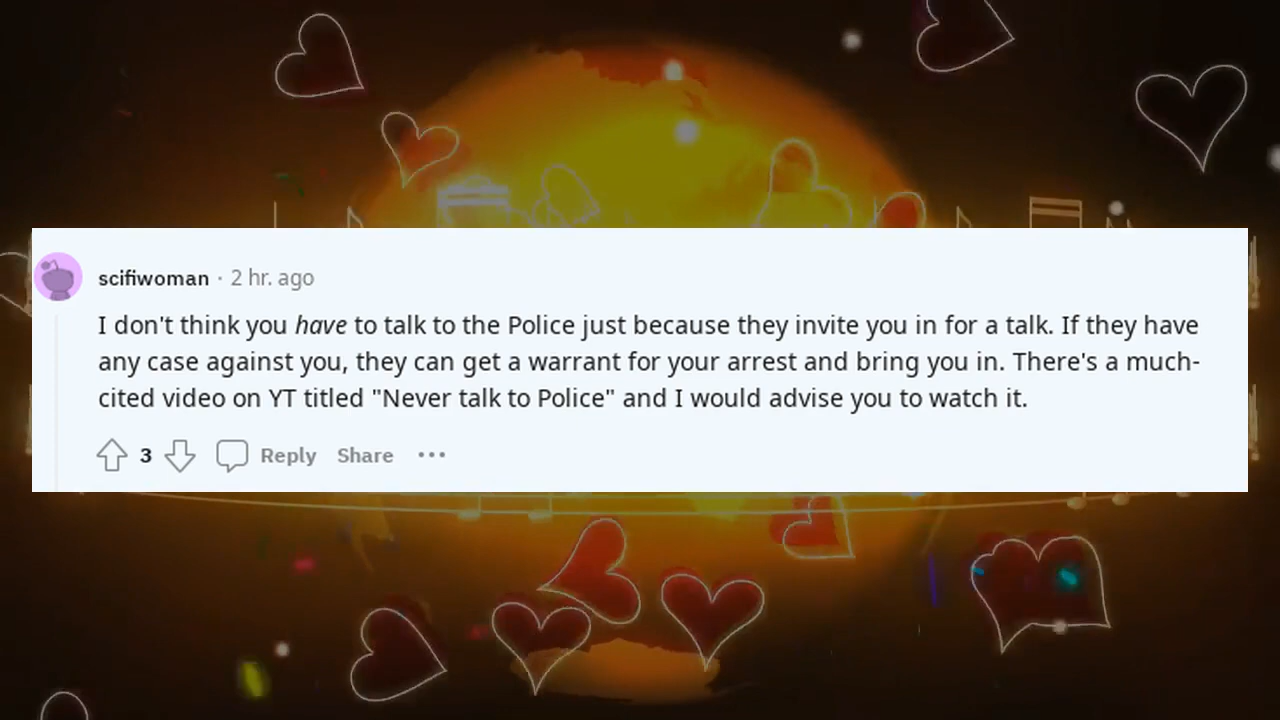 scifiwoman · 2 hr. ago
I don't think you have to talk to the Police just because they invite you in for a talk. If they have
any case against you, they can get a warrant for your arrest and bring you in. There's a much-
cited video on YT titled "Never talk to Police" and I would advise you to watch it.
3 Reply Share ···